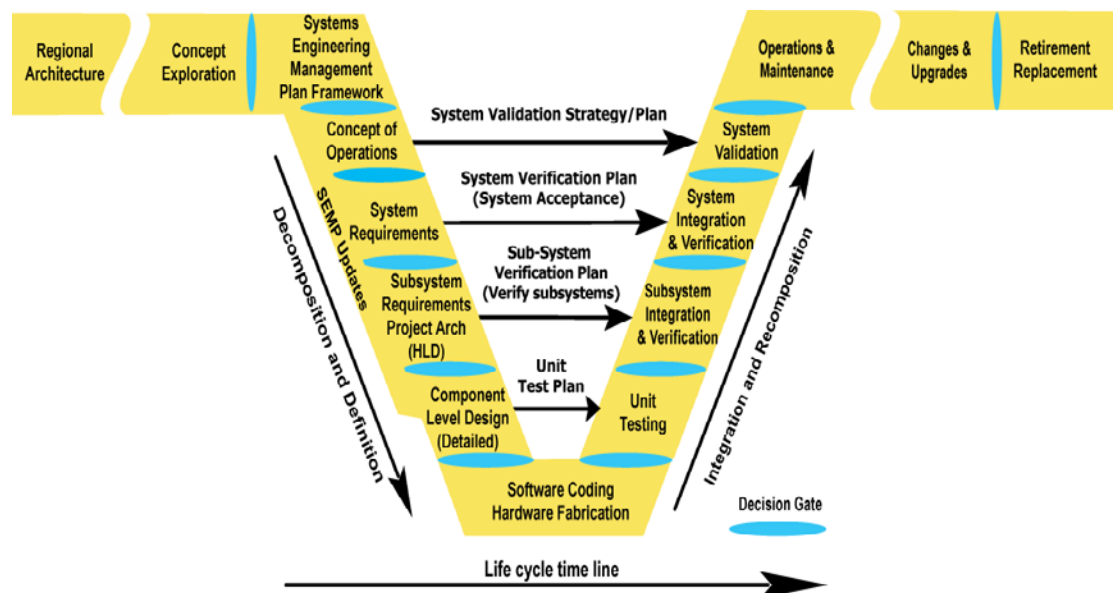 Regional
Architecture
Concept
Exploration
Systems
Engineering
Management
Plan Framework
Operations &
Maintenance
Changes &
Upgrades
Retirement
Replacement
Concept of
Operations
System Validation Strategy/Plan
System
Validation
SEMP Updates
Decomposition and Definition
System
Requirements
System Verification Plan
(System Acceptance)
System
Integration
& Verification
Subsystem
Requirements
Project Arch
(HLD)
Sub-System
Verification Plan
(Verify subsystems)
Subsystem
Integration
& Verification
Integration and Recomposition
Component
Level Design
(Detailed)
Unit
Test Plan
Unit
Testing
Software Coding
Hardware Fabrication
Decision Gate
Life cycle time line